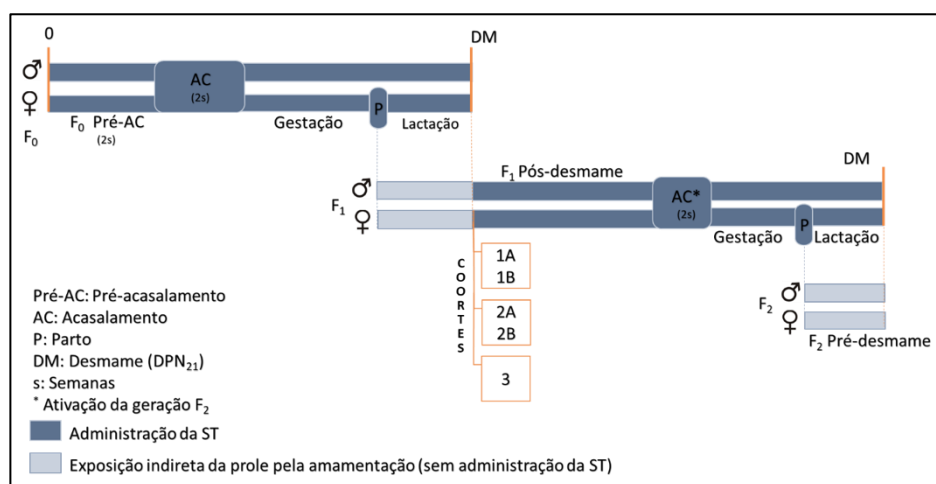 0
DM
♂
AC
(2s)
♀
P
F₀
F₀ Pré-AC
(2s)
Gestação
Lactação
DM
F₁ Pós-desmame
♂
F₁
♀
AC*
(2s)
P
Gestação
Lactação
COORTES
1A
1B
2A
2B
3
♂
F₂
♀
F₂ Pré-desmame
Pré-AC: Pré-acasalamento
AC: Acasalamento
P: Parto
DM: Desmame (DPN₂₁)
s: Semanas
* Ativação da geração F₂
Administração da ST
Exposição indireta da prole pela amamentação (sem administração da ST)